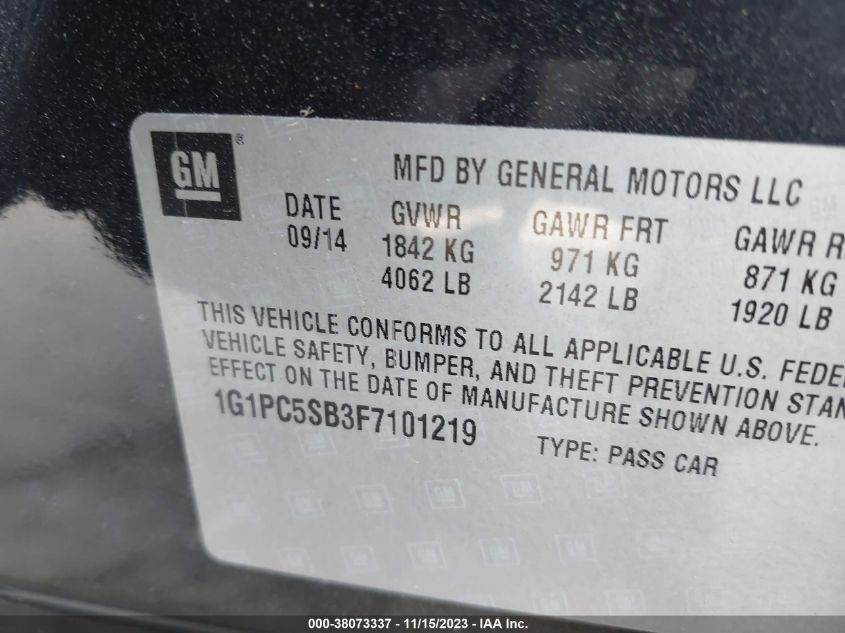 GM ®
MFD BY GENERAL MOTORS LLC
DATE GVWR GAWR FRT GAWR R
09/14 1842 KG 971 KG 871 KG
4062 LB 2142 LB 1920 LB
THIS VEHICLE CONFORMS TO ALL APPLICABLE U.S. FEDE
VEHICLE SAFETY, BUMPER, AND THEFT PREVENTION STAN
EFFECT ON THE DATE OF MANUFACTURE SHOWN ABOVE.
1G1PC5SB3F7101219 TYPE: PASS CAR
000-38073337 - 11/15/2023 - IAA Inc.